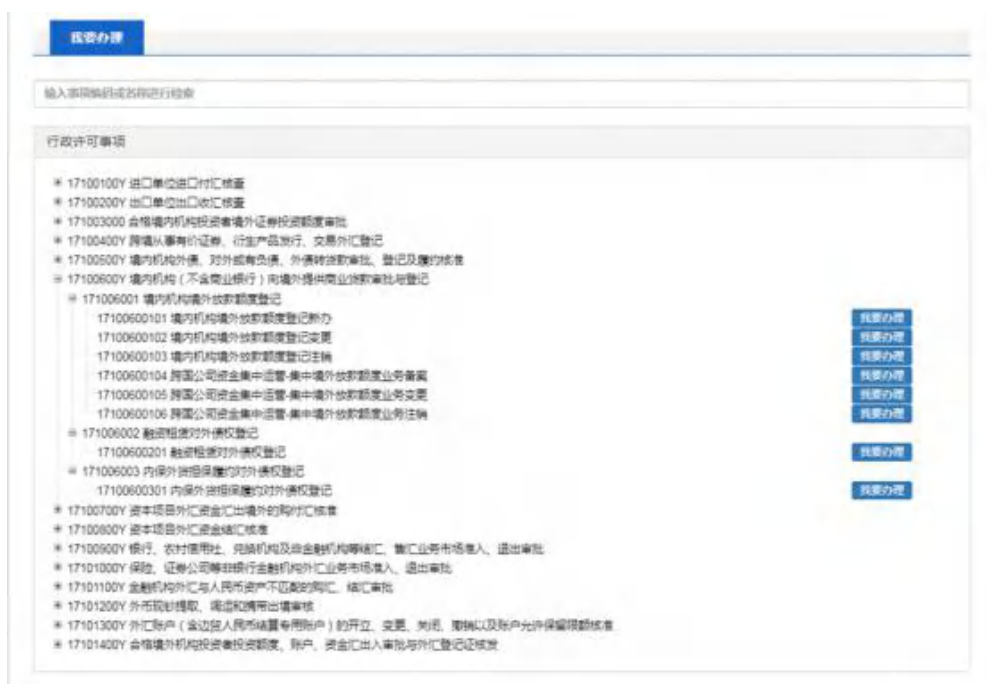 我要办理
输入事项编码或名称进行检索
行政许可事项
17100100Y 进口单位进口付汇核查
17100200Y 出口单位出口收汇核查
171003000 合格境内机构投资者境外证券投资额度审批
17100400Y 跨境从事有价证券、衍生产品发行、交易外汇登记
17100500Y 境内机构外债、对外或有负债、外债转贷款审批、登记及履约核准
17100600Y 境内机构（不含商业银行）向境外提供商业贷款审批与登记
171006001 境内机构境外放款额度登记
17100600101 境内机构境外放款额度登记新办 我要办理
17100600102 境内机构境外放款额度登记变更 我要办理
17100600103 境内机构境外放款额度登记注销 我要办理
17100600104 跨国公司资金集中运营-集中境外放款额度业务备案 我要办理
17100600105 跨国公司资金集中运营-集中境外放款额度业务变更 我要办理
17100600106 跨国公司资金集中运营-集中境外放款额度业务注销 我要办理
171006002 融资租赁对外债权登记
17100600201 融资租赁对外债权登记 我要办理
171006003 内保外贷担保履约对外债权登记
17100600301 内保外贷担保履约对外债权登记 我要办理
17100700Y 资本项目外汇资金汇出境外的购付汇核准
17100800Y 资本项目外汇资金结汇核准
17100900Y 银行、农村信用社、兑换机构及非金融机构等结汇、售汇业务市场准入、退出审批
17101000Y 保险、证券公司等非银行金融机构外汇业务市场准入、退出审批
17101100Y 金融机构外汇与人民币资产不匹配的购汇、结汇审批
17101200Y 外币现钞提取、调运和携带出境审核
17101300Y 外汇账户（含边贸人民币结算专用账户）的开立、变更、关闭、撤销以及账户允许保留限额核准
17101400Y 合格境外机构投资者投资额度、账户、资金汇出入审批与外汇登记证核发